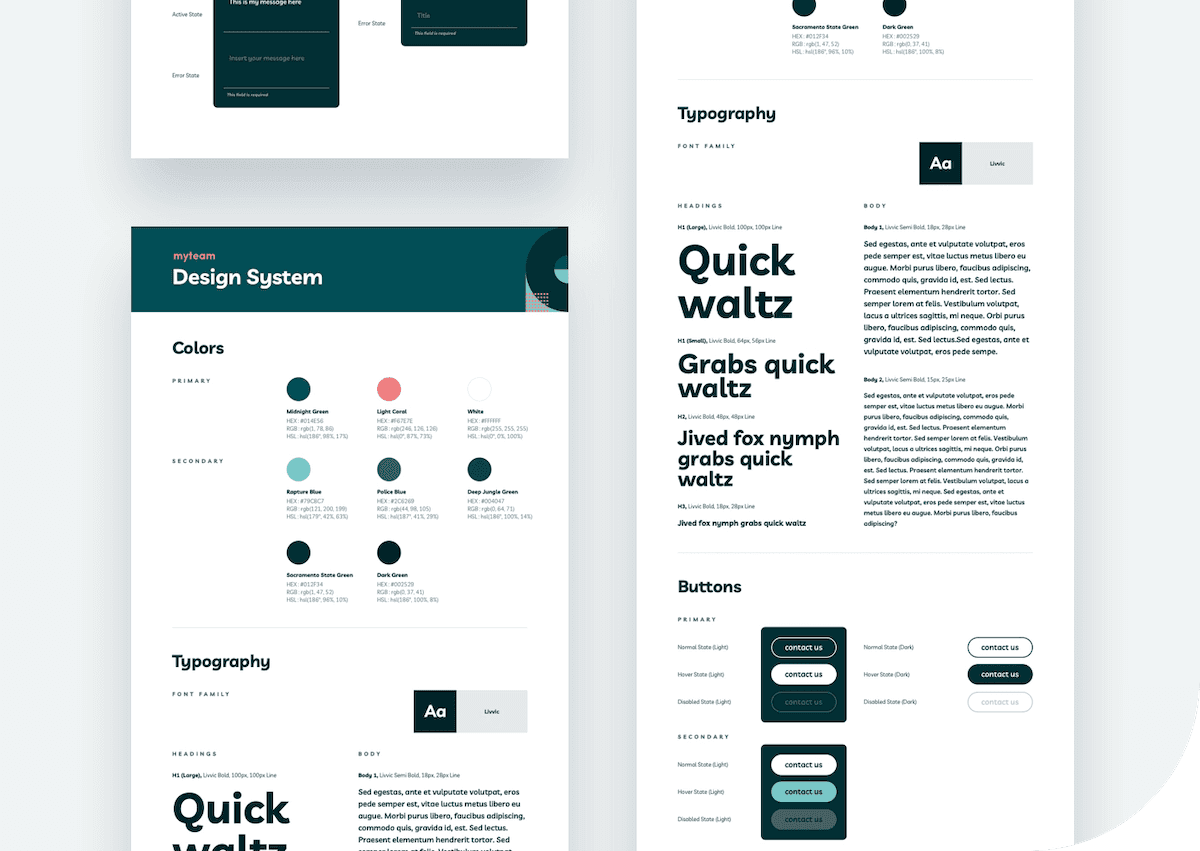 Active State
This is my message here
Error State
Insert your message here
This field is required
Error State
Title
This field is required
myteam
Design System
Colors
PRIMARY
Midnight Green
HEX : #014E56
RGB : rgb(1, 78, 86)
HSL : hsl(186°, 98%, 17%)
Light Coral
HEX : #F67E7E
RGB : rgb(246, 126, 126)
HSL : hsl(0°, 87%, 73%)
White
HEX : #FFFFFF
RGB : rgb(255, 255, 255)
HSL : hsl(0°, 0%, 100%)
SECONDARY
Rapture Blue
HEX : #79C8C7
RGB : rgb(121, 200, 199)
HSL : hsl(179°, 42%, 63%)
Police Blue
HEX : #2C6269
RGB : rgb(44, 98, 105)
HSL : hsl(187°, 41%, 29%)
Deep Jungle Green
HEX : #004047
RGB : rgb(0, 64, 71)
HSL : hsl(186°, 100%, 14%)
Sacramento State Green
HEX : #012F34
RGB : rgb(1, 47, 52)
HSL : hsl(186°, 96%, 10%)
Dark Green
HEX : #002529
RGB : rgb(0, 37, 41)
HSL : hsl(186°, 100%, 8%)
Typography
FONT FAMILY
Aa
Livvic
HEADINGS
H1 (Large), Livvic Bold, 100px, 100px Line
Quick
waltz
BODY
Body 1, Livvic Semi Bold, 18px, 28px Line
Sed egestas, ante et vulputate volutpat, eros
pede semper est, vitae luctus metus libero eu
augue. Morbi purus libero, faucibus adipiscing,
commodo quis, gravida id, est. Sed lectus.
Praesent elementum hendrerit tortor. Sed
semper lorem at felis. Vestibulum volutpat,
Sacramento State Green
HEX : #012F34
RGB : rgb(1, 47, 52)
HSL : hsl(186°, 96%, 10%)
Dark Green
HEX : #002529
RGB : rgb(0, 37, 41)
HSL : hsl(186°, 100%, 8%)
Typography
FONT FAMILY
Aa
Livvic
HEADINGS
H1 (Large), Livvic Bold, 100px, 100px Line
Quick
waltz
H1 (Small), Livvic Bold, 64px, 56px Line
Grabs quick
waltz
H2, Livvic Bold, 48px, 48px Line
Jived fox nymph
grabs quick
waltz
H3, Livvic Bold, 18px, 28px Line
Jived fox nymph grabs quick waltz
BODY
Body 1, Livvic Semi Bold, 18px, 28px Line
Sed egestas, ante et vulputate volutpat, eros
pede semper est, vitae luctus metus libero eu
augue. Morbi purus libero, faucibus adipiscing,
commodo quis, gravida id, est. Sed lectus.
Praesent elementum hendrerit tortor. Sed
semper lorem at felis. Vestibulum volutpat,
lacus a ultrices sagittis, mi neque. Orbi purus
libero, faucibus adipiscing, commodo quis,
gravida id, est. Sed lectus.Sed egestas, ante et
vulputate volutpat, eros pede sempe.
Body 2, Livvic Semi Bold, 15px, 25px Line
Sed egestas, ante et vulputate volutpat, eros pede
semper est, vitae luctus metus libero eu augue. Morbi
purus libero, faucibus adipiscing, commodo quis,
gravida id, est. Sed lectus. Praesent elementum
hendrerit tortor. Sed semper lorem at felis. Vestibulum
volutpat, lacus a ultrices sagittis, mi neque. Morbi
purus libero, faucibus adipiscing, commodo quis, gravida id,
est. Sed lectus. Praesent elementum hendrerit tortor.
Sed semper lorem at felis. Vestibulum volutpat, lacus a
ultrices sagittis, mi neque. Sed egestas, ante et vulputate
volutpat, eros pede semper est, vitae luctus
metus libero eu augue. Morbi purus libero, faucibus
adipiscing?
Buttons
PRIMARY
Normal State (Light)
contact us
Hover State (Light)
contact us
Disabled State (Light)
contact us
Normal State (Dark)
contact us
Hover State (Dark)
contact us
Disabled State (Dark)
contact us
SECONDARY
Normal State (Light)
contact us
Hover State (Light)
contact us
Disabled State (Light)
contact us